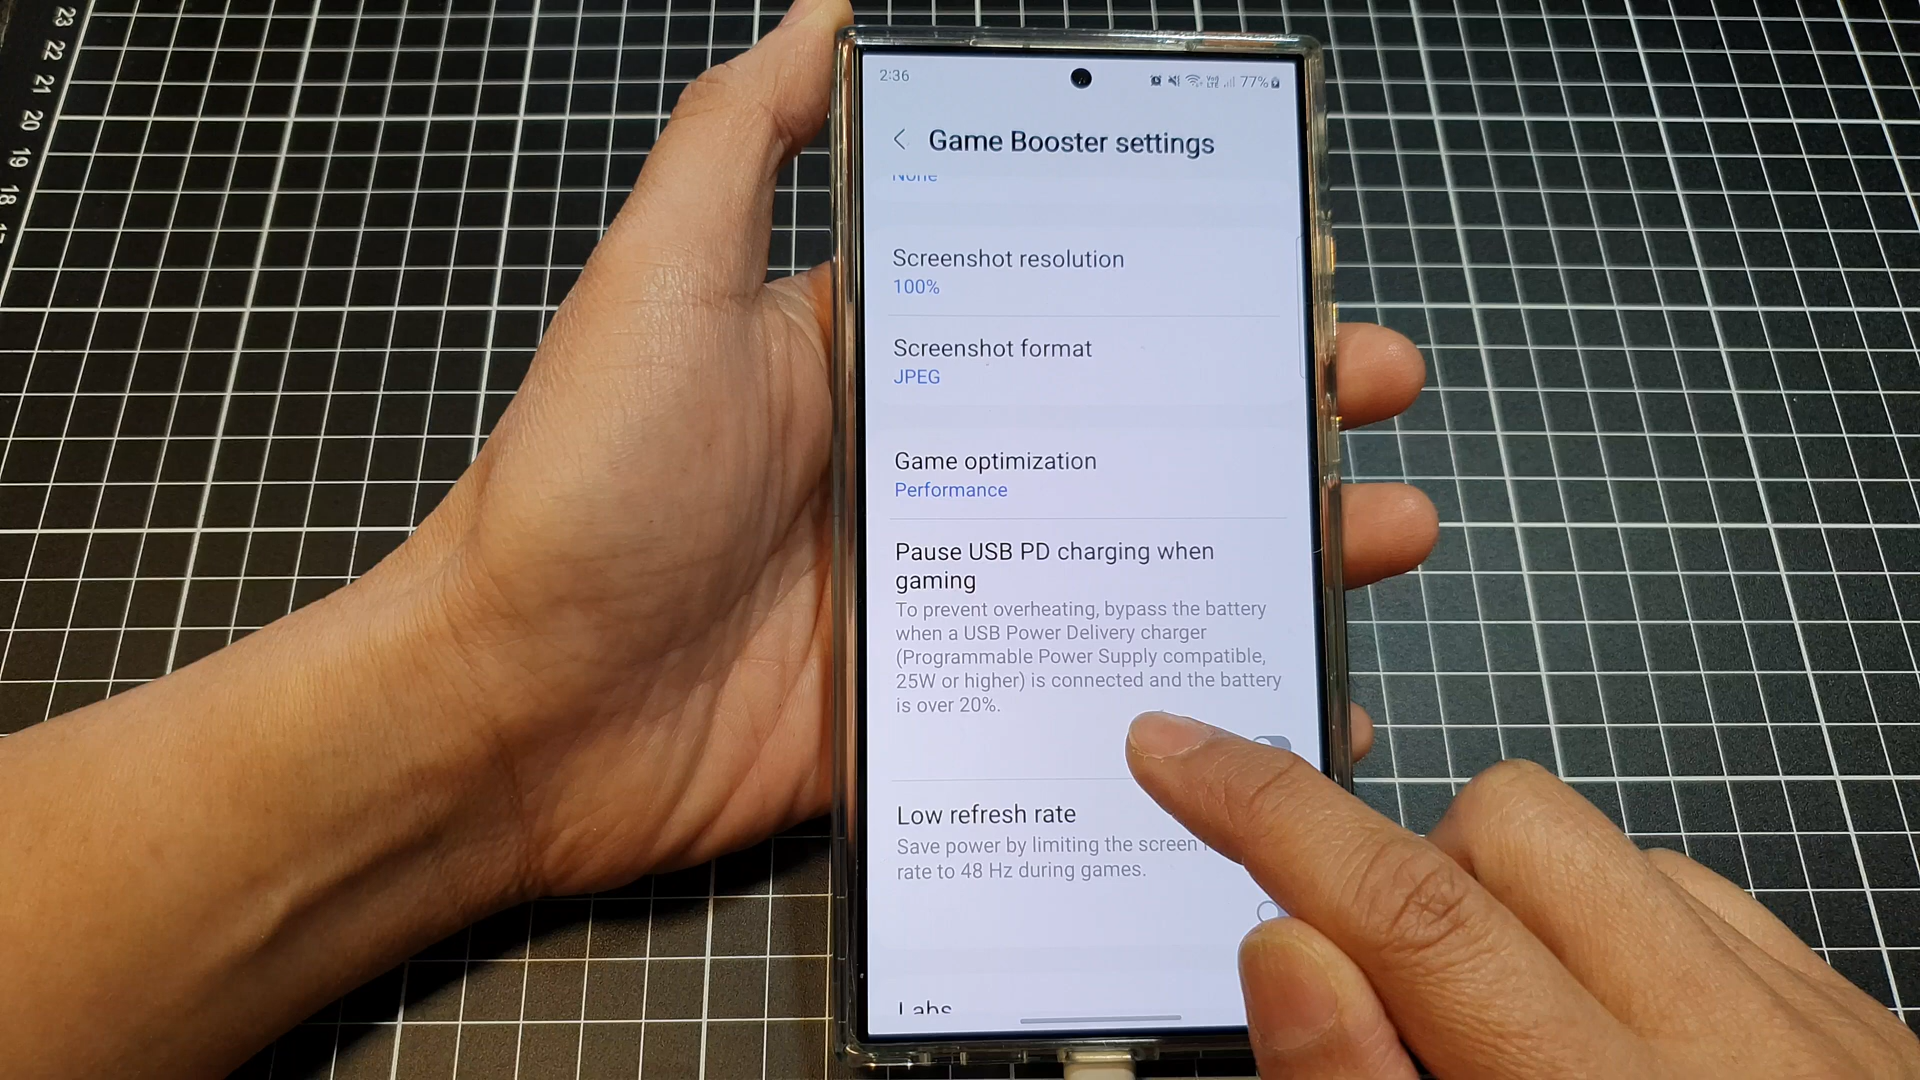 23
22
21
20
19
18
2:36
77%
Game Booster settings
None
Screenshot resolution
100%
Screenshot format
JPEG
Game optimization
Performance
Pause USB PD charging when
gaming
To prevent overheating, bypass the battery
when a USB Power Delivery charger
(Programmable Power Supply compatible,
25W or higher) is connected and the battery
is over 20%.
Low refresh rate
Save power by limiting the screen
rate to 48 Hz during games.
Labs